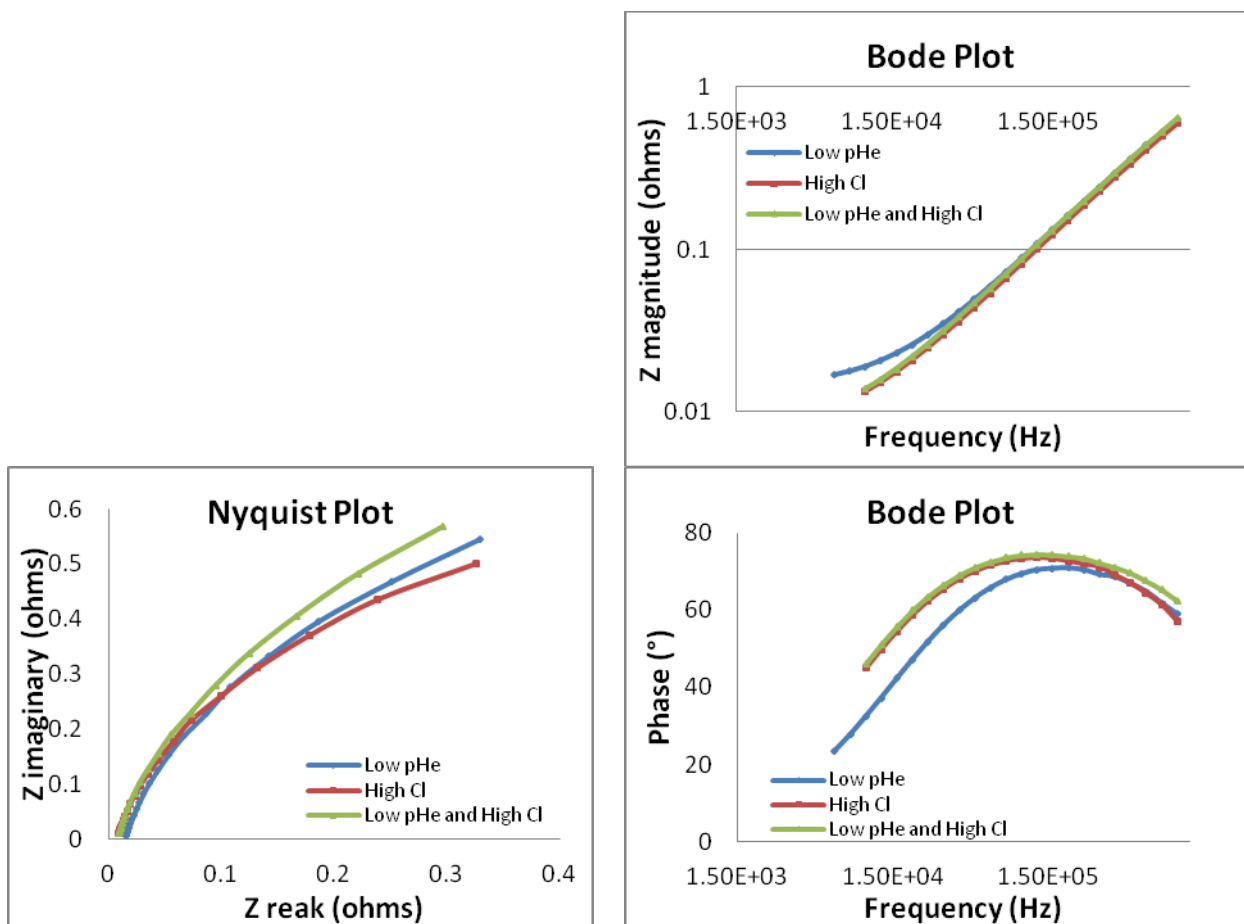 Bode Plot
1
1.50E+03 1.50E+04 1.50E+05
Low pHe
High Cl
Low pHe and High Cl
0.1
0.01
Z magnitude (ohms)
Frequency (Hz)
Nyquist Plot
0.6
0.5
0.4
0.3
0.2
0.1
0
Z imaginary (ohms)
Low pHe
High Cl
Low pHe and High Cl
0 0.1 0.2 0.3 0.4
Z reak (ohms)
Bode Plot
80
60
40
20
0
Phase (°)
Low pHe
High Cl
Low pHe and High Cl
1.50E+03 1.50E+04 1.50E+05
Frequency (Hz)